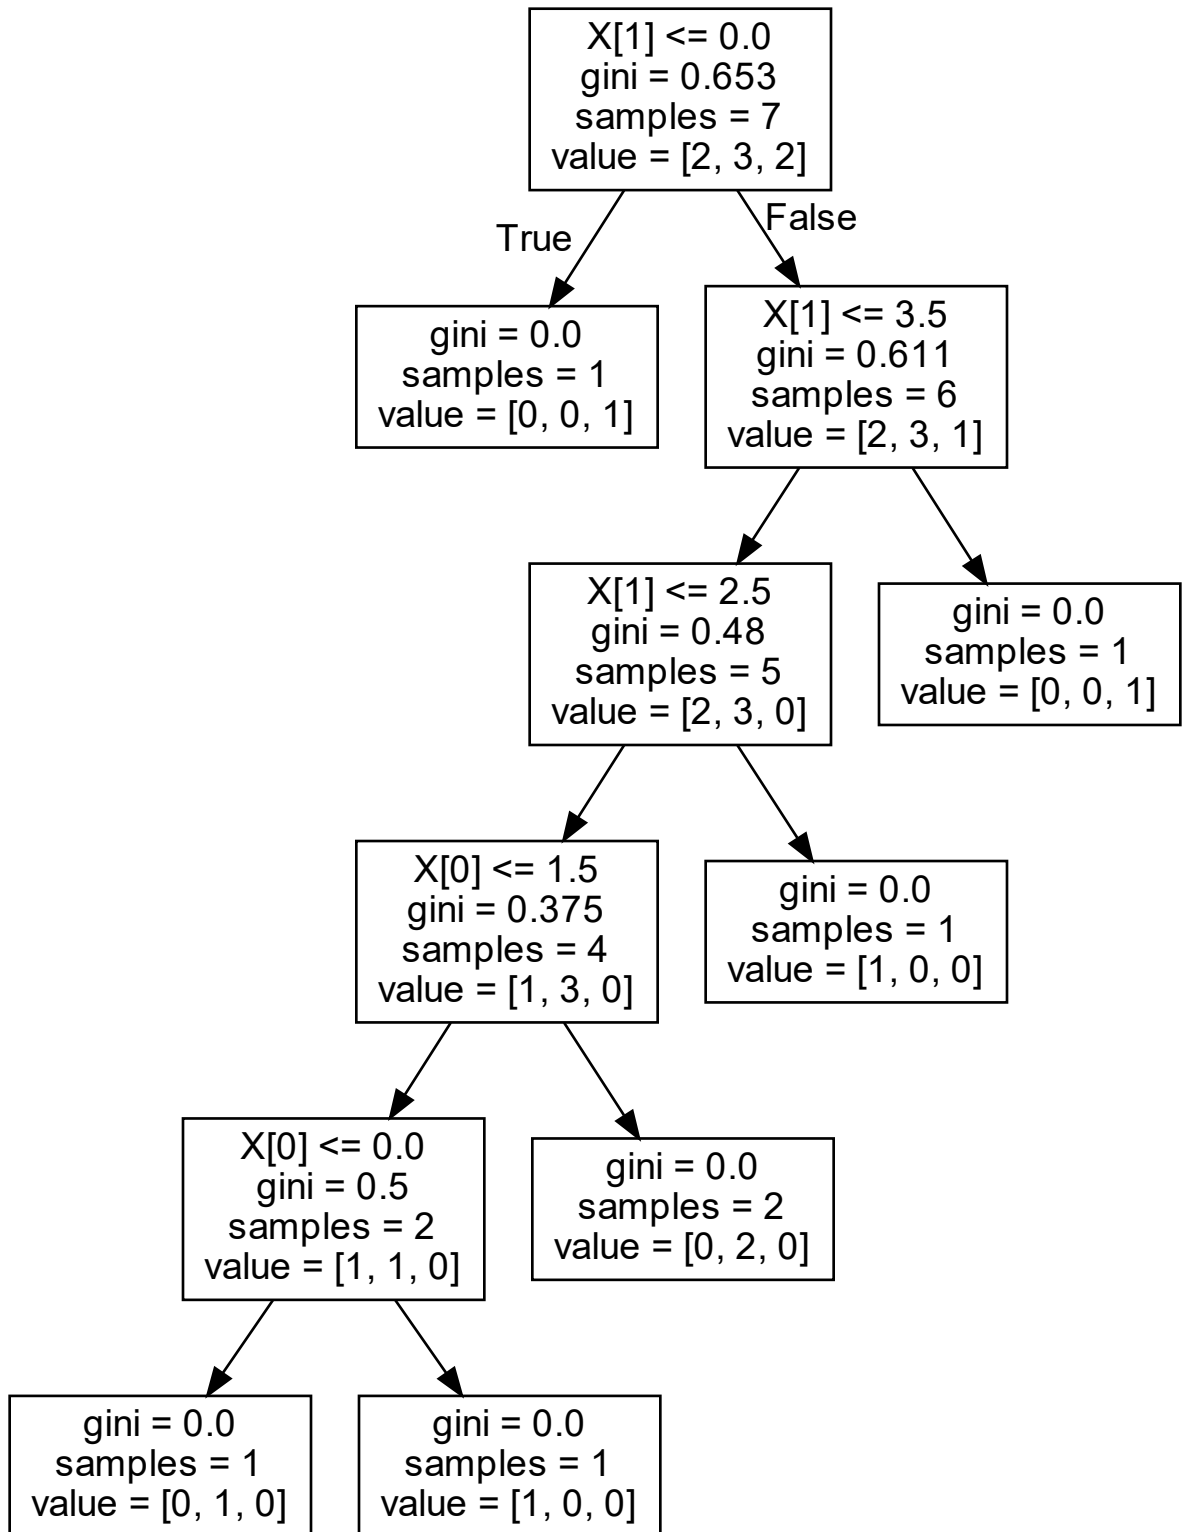 X[1] <= 0.0
gini = 0.653
samples = 7
value = [2, 3, 2]
True
False
gini = 0.0
samples = 1
value = [0, 0, 1]
X[1] <= 3.5
gini = 0.611
samples = 6
value = [2, 3, 1]
X[1] <= 2.5
gini = 0.48
samples = 5
value = [2, 3, 0]
gini = 0.0
samples = 1
value = [0, 0, 1]
X[0] <= 1.5
gini = 0.375
samples = 4
value = [1, 3, 0]
gini = 0.0
samples = 1
value = [1, 0, 0]
X[0] <= 0.0
gini = 0.5
samples = 2
value = [1, 1, 0]
gini = 0.0
samples = 2
value = [0, 2, 0]
gini = 0.0
samples = 1
value = [0, 1, 0]
gini = 0.0
samples = 1
value = [1, 0, 0]